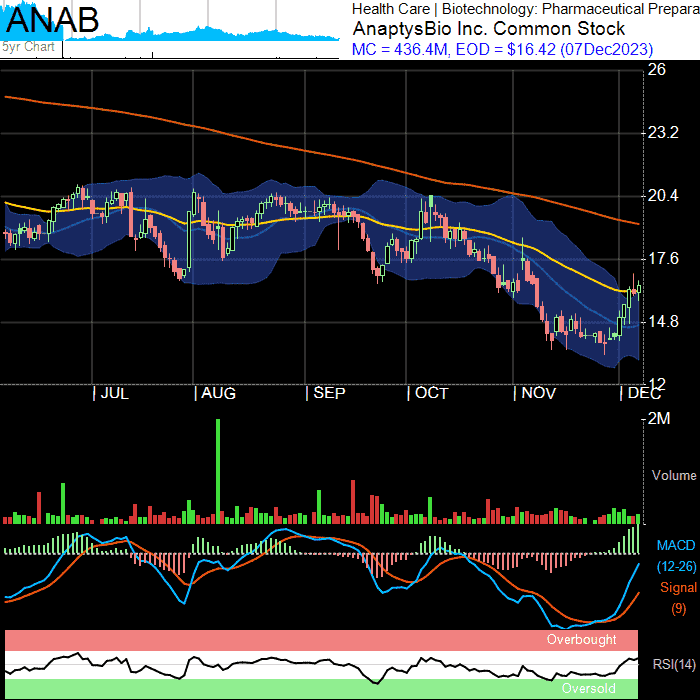 ANAB
5yr Chart
Health Care | Biotechnology: Pharmaceutical Prepara
AnaptysBio Inc. Common Stock
MC = 436.4M, EOD = $16.42 (07Dec2023)
26
23.2
20.4
17.6
14.8
12
| JUL | AUG | SEP | OCT | NOV | DEC
2M
Volume
MACD
(12-26)
Signal
(9)
Overbought
RSI(14)
Oversold